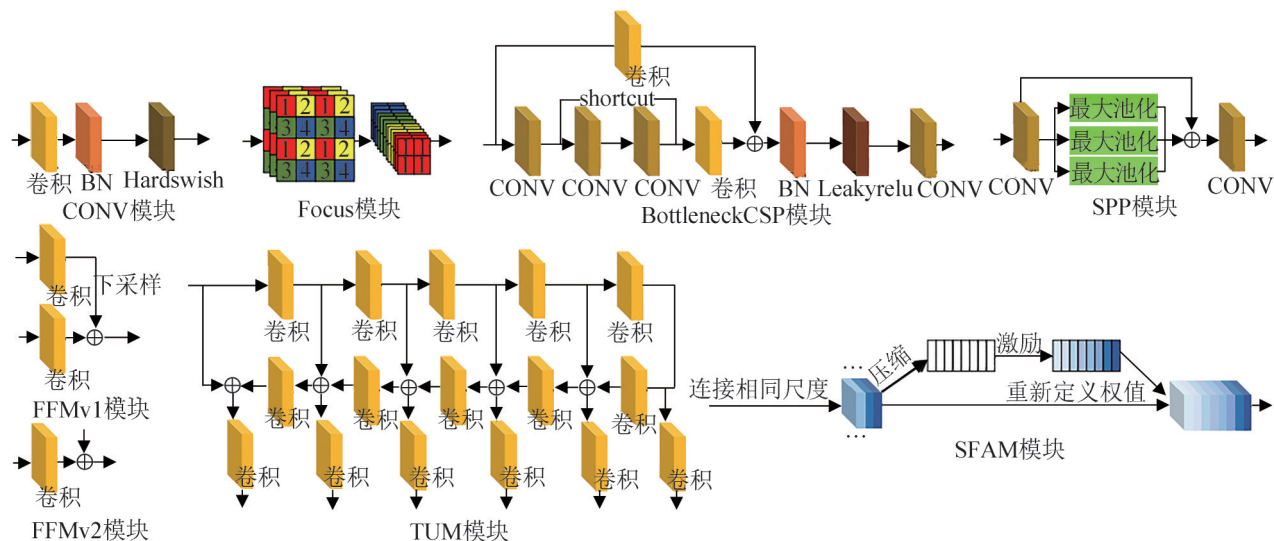 卷积 BN Hardswish
CONV模块
1 2 1 2
3 4 3 4
1 2 1 2
3 4 3 4
Focus模块
卷积
shortcut
CONV CONV CONV 卷积 BN Leakyrelu CONV
BottleneckCSP模块
最大池化
最大池化
最大池化
CONV CONV
SPP模块
卷积
下采样
卷积
FFMv1模块
卷积
FFMv2模块
卷积 卷积 卷积 卷积 卷积
卷积 卷积 卷积 卷积 卷积
卷积 卷积 卷积 卷积 卷积 卷积
TUM模块
连接相同尺度
...
压缩
激励
重新定义权值
...
SFAM模块